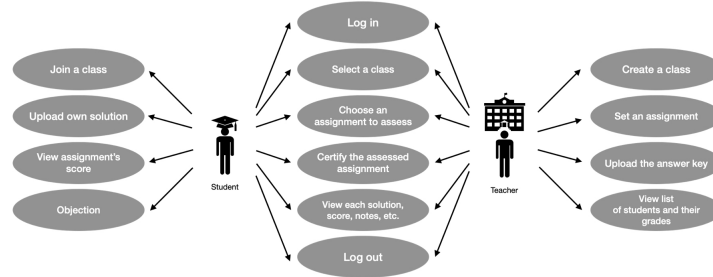 Join a class
Upload own solution
View assignment's
score
Objection
Student
Log in
Select a class
Choose an
assignment to assess
Certify the assessed
assignment
View each solution,
score, notes, etc.
Log out
Teacher
Create a class
Set an assignment
Upload the answer key
View list
of students and their
grades